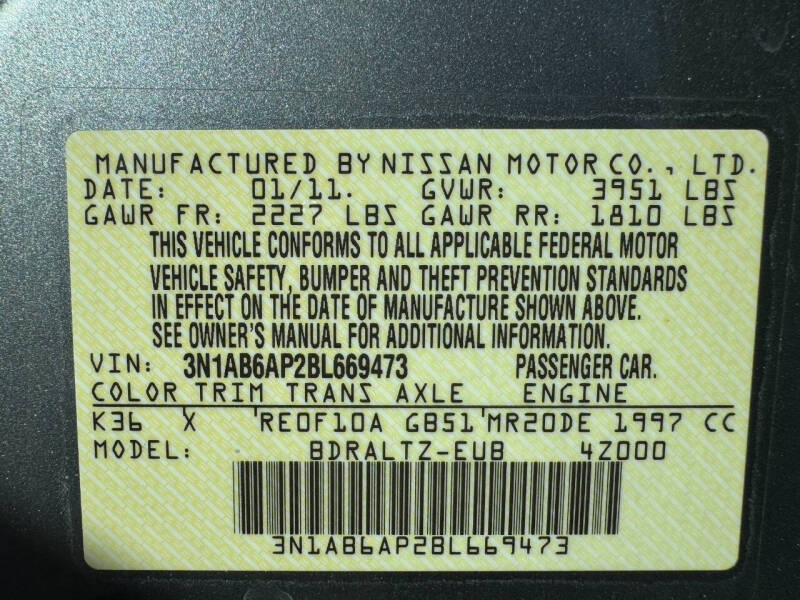 MANUFACTURED BY NISSAN MOTOR CO., LTD.
DATE: 01/11. GVWR: 3951 LBS
GAWR FR: 2227 LBS GAWR RR: 1810 LBS
THIS VEHICLE CONFORMS TO ALL APPLICABLE FEDERAL MOTOR
VEHICLE SAFETY, BUMPER AND THEFT PREVENTION STANDARDS
IN EFFECT ON THE DATE OF MANUFACTURE SHOWN ABOVE.
SEE OWNER'S MANUAL FOR ADDITIONAL INFORMATION.
VIN: 3N1AB6AP2BL669473 PASSENGER CAR.
COLOR TRIM TRANS AXLE ENGINE
K36 X RE0F10A GB51 MR20DE 1997 CC
MODEL: BDRALTZ-EUB 4Z000
3N1AB6AP2BL669473